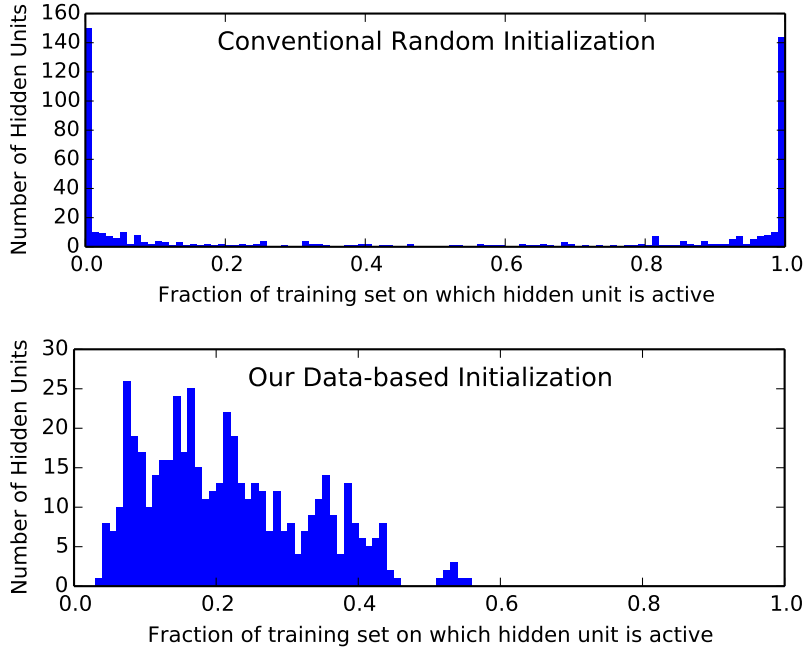 Conventional Random Initialization
Number of Hidden Units
160
140
120
100
80
60
40
20
0
0.0 0.2 0.4 0.6 0.8 1.0
Fraction of training set on which hidden unit is active
Our Data-based Initialization
Number of Hidden Units
30
25
20
15
10
5
0
0.0 0.2 0.4 0.6 0.8 1.0
Fraction of training set on which hidden unit is active